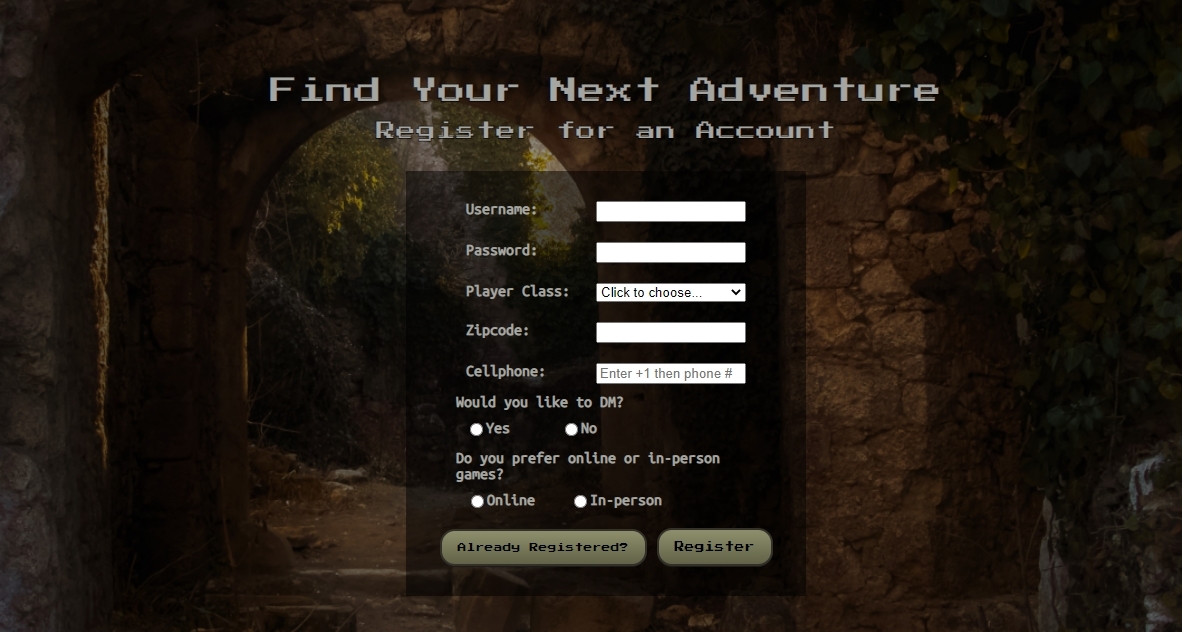 Find Your Next Adventure
Register for an Account
Username:
Password:
Player Class: Click to choose...
Zipcode:
Cellphone: Enter +1 then phone #
Would you like to DM?
Yes No
Do you prefer online or in-person
games?
Online In-person
Already Registered? Register